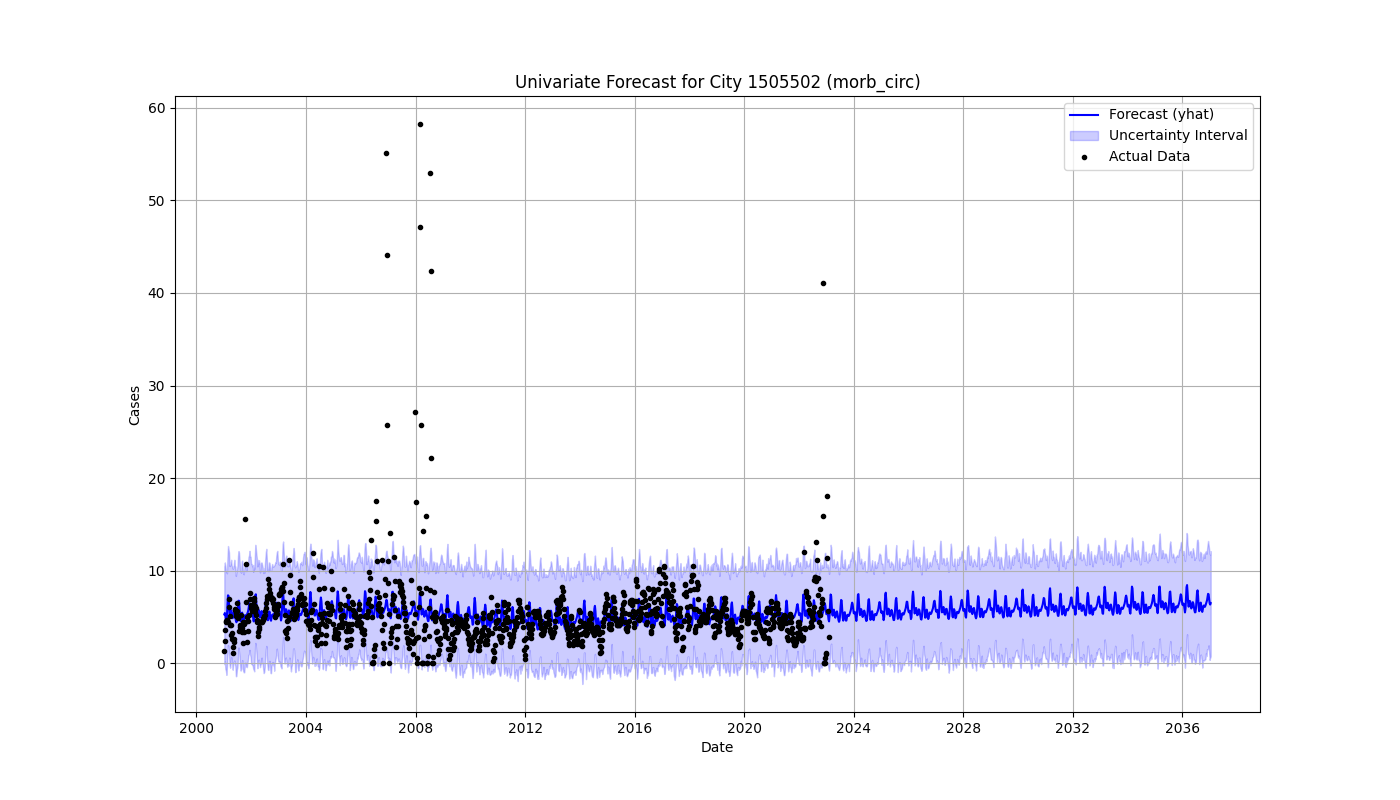 Univariate Forecast for City 1505502 (morb_circ)
Forecast (yhat)
Uncertainty Interval
Actual Data
60
50
40
30
20
10
0
Cases
2000 2004 2008 2012 2016 2020 2024 2028 2032 2036
Date